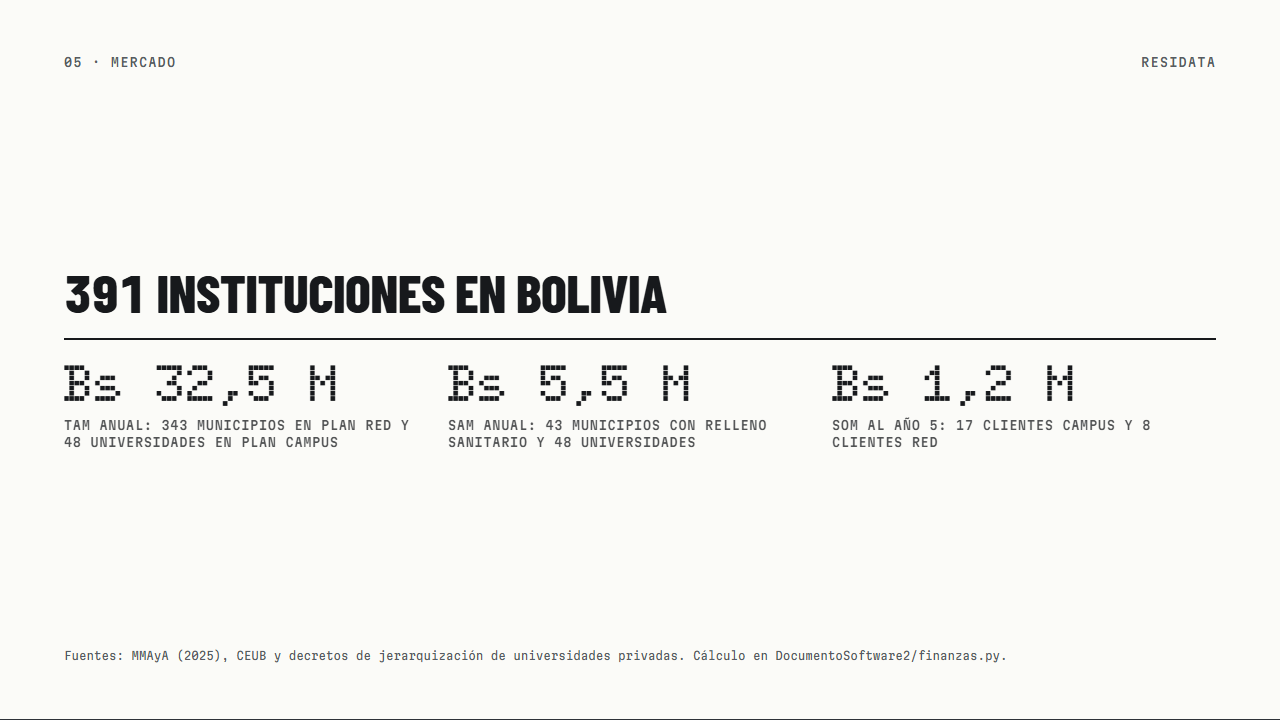 05 · MERCADO
RESIDATA
391 INSTITUCIONES EN BOLIVIA
Bs 32,5 M
TAM ANUAL: 343 MUNICIPIOS EN PLAN RED Y
48 UNIVERSIDADES EN PLAN CAMPUS
Bs 5,5 M
SAM ANUAL: 43 MUNICIPIOS CON RELLENO
SANITARIO Y 48 UNIVERSIDADES
Bs 1,2 M
SOM AL AÑO 5: 17 CLIENTES CAMPUS Y 8
CLIENTES RED
Fuentes: MMAyA (2025), CEUB y decretos de jerarquización de universidades privadas. Cálculo en DocumentoSoftware2/finanzas.py.